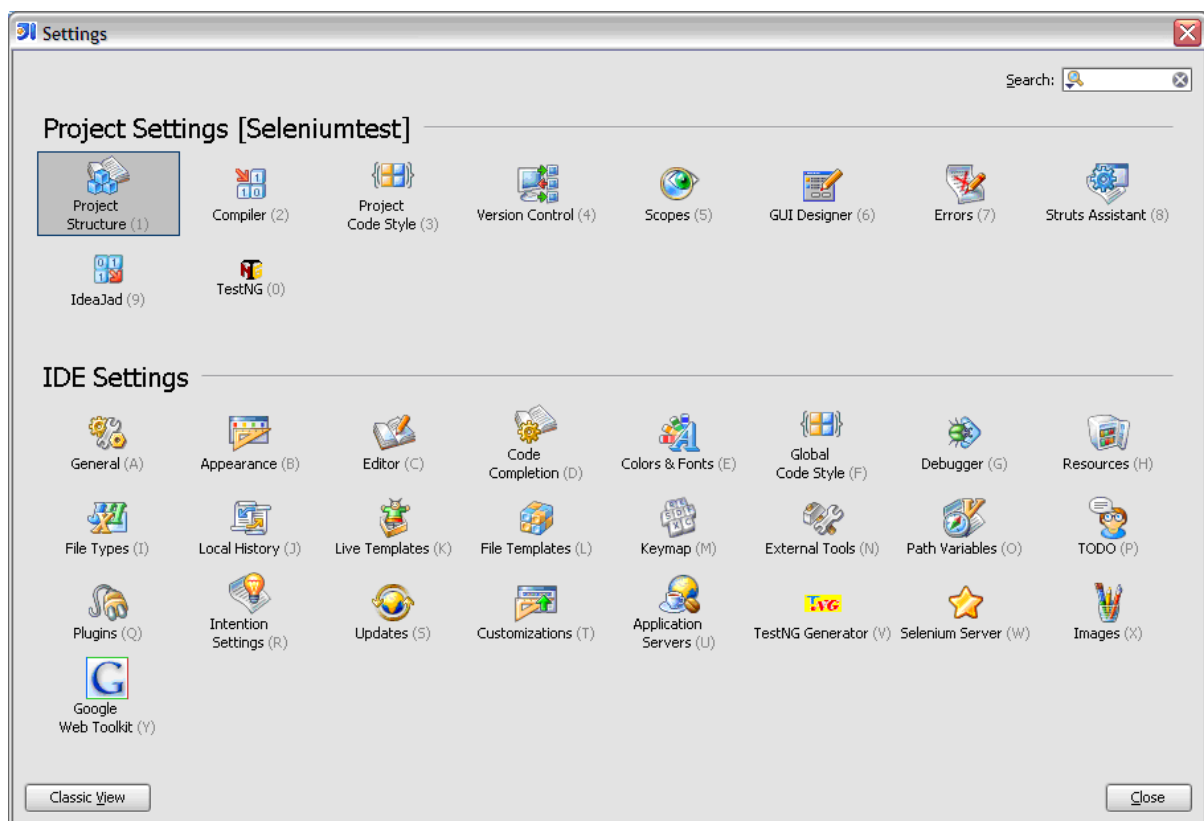 Settings
Search:
Project Settings [Seleniumtest]
Project
Structure (1)
Compiler (2)
Project
Code Style (3)
Version Control (4)
Scopes (5)
GUI Designer (6)
Errors (7)
Struts Assistant (8)
IdeaJad (9)
TestNG (0)
IDE Settings
General (A)
Appearance (B)
Editor (C)
Code
Completion (D)
Colors & Fonts (E)
Global
Code Style (F)
Debugger (G)
Resources (H)
File Types (I)
Local History (J)
Live Templates (K)
File Templates (L)
Keymap (M)
External Tools (N)
Path Variables (O)
TODO (P)
Plugins (Q)
Intention
Settings (R)
Updates (S)
Customizations (T)
Application
Servers (U)
TestNG Generator (V)
Selenium Server (W)
Images (X)
Google
Web Toolkit (Y)
Classic View
Close